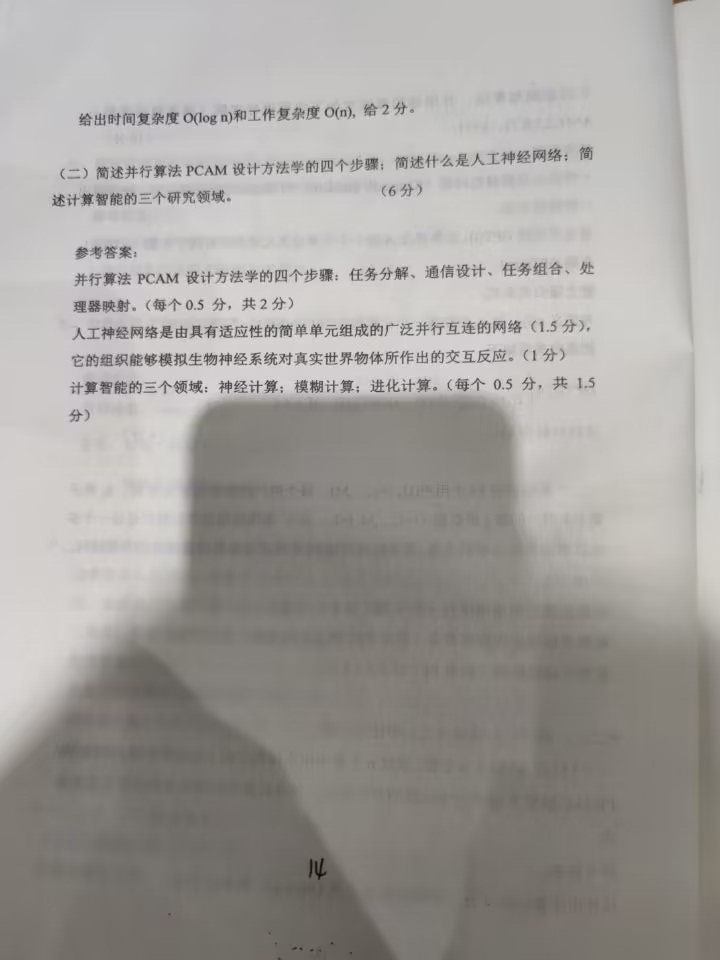 给出时间复杂度 O(log n)和工作复杂度 O(n), 给 2 分。
（二）简述并行算法 PCAM 设计方法学的四个步骤；简述什么是人工神经网络；简
述计算智能的三个研究领域。 （6 分）
参考答案：
并行算法 PCAM 设计方法学的四个步骤：任务分解、通信设计、任务组合、处
理器映射。（每个 0.5 分，共 2 分）
人工神经网络是由具有适应性的简单单元组成的广泛并行互连的网络（1.5 分），
它的组织能够模拟生物神经系统对真实世界物体所作出的交互反应。（1 分）
计算智能的三个领域：神经计算；模糊计算；进化计算。（每个 0.5 分，共 1.5
分）
14